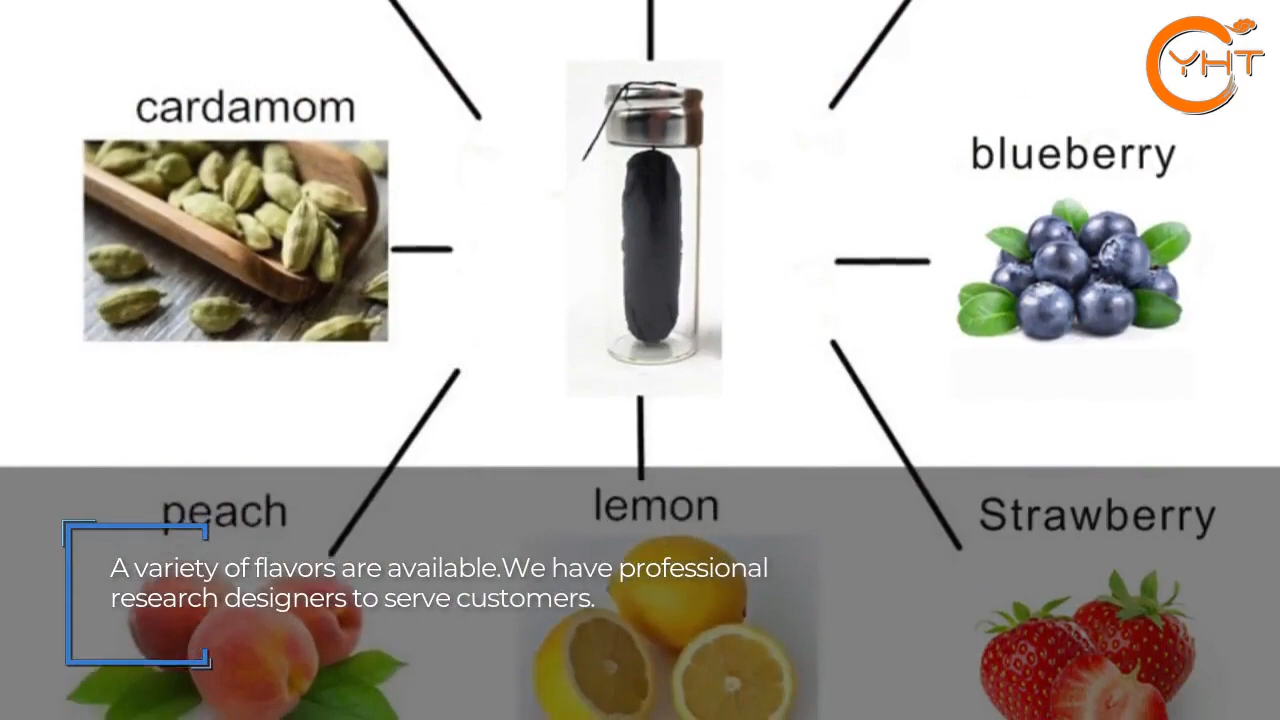 YHT
cardamom
blueberry
peach
lemon
Strawberry
A variety of flavors are available.We have professional
research designers to serve customers.